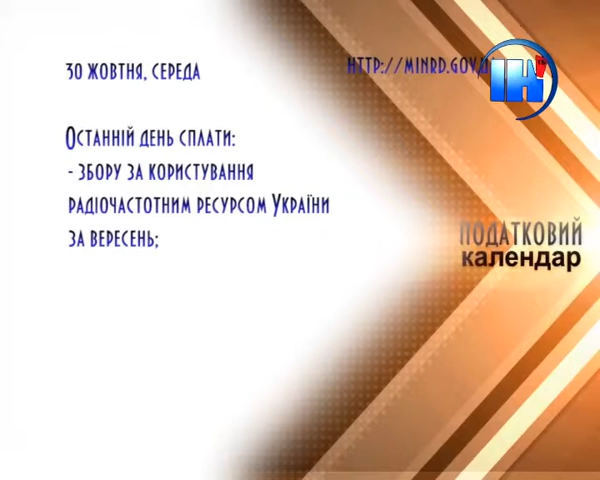 30 ЖОВТНЯ, СЕРЕДА
HTTP://MINRD.GOV.
ІН
ОСТАННІЙ ДЕНЬ СПЛАТИ:
- ЗБОРУ ЗА КОРИСТУВАННЯ
РАДІОЧАСТОТНИМ РЕСУРСОМ УКРАЇНИ
ЗА ВЕРЕСЕНЬ;
ПОДАТКОВИЙ
календар